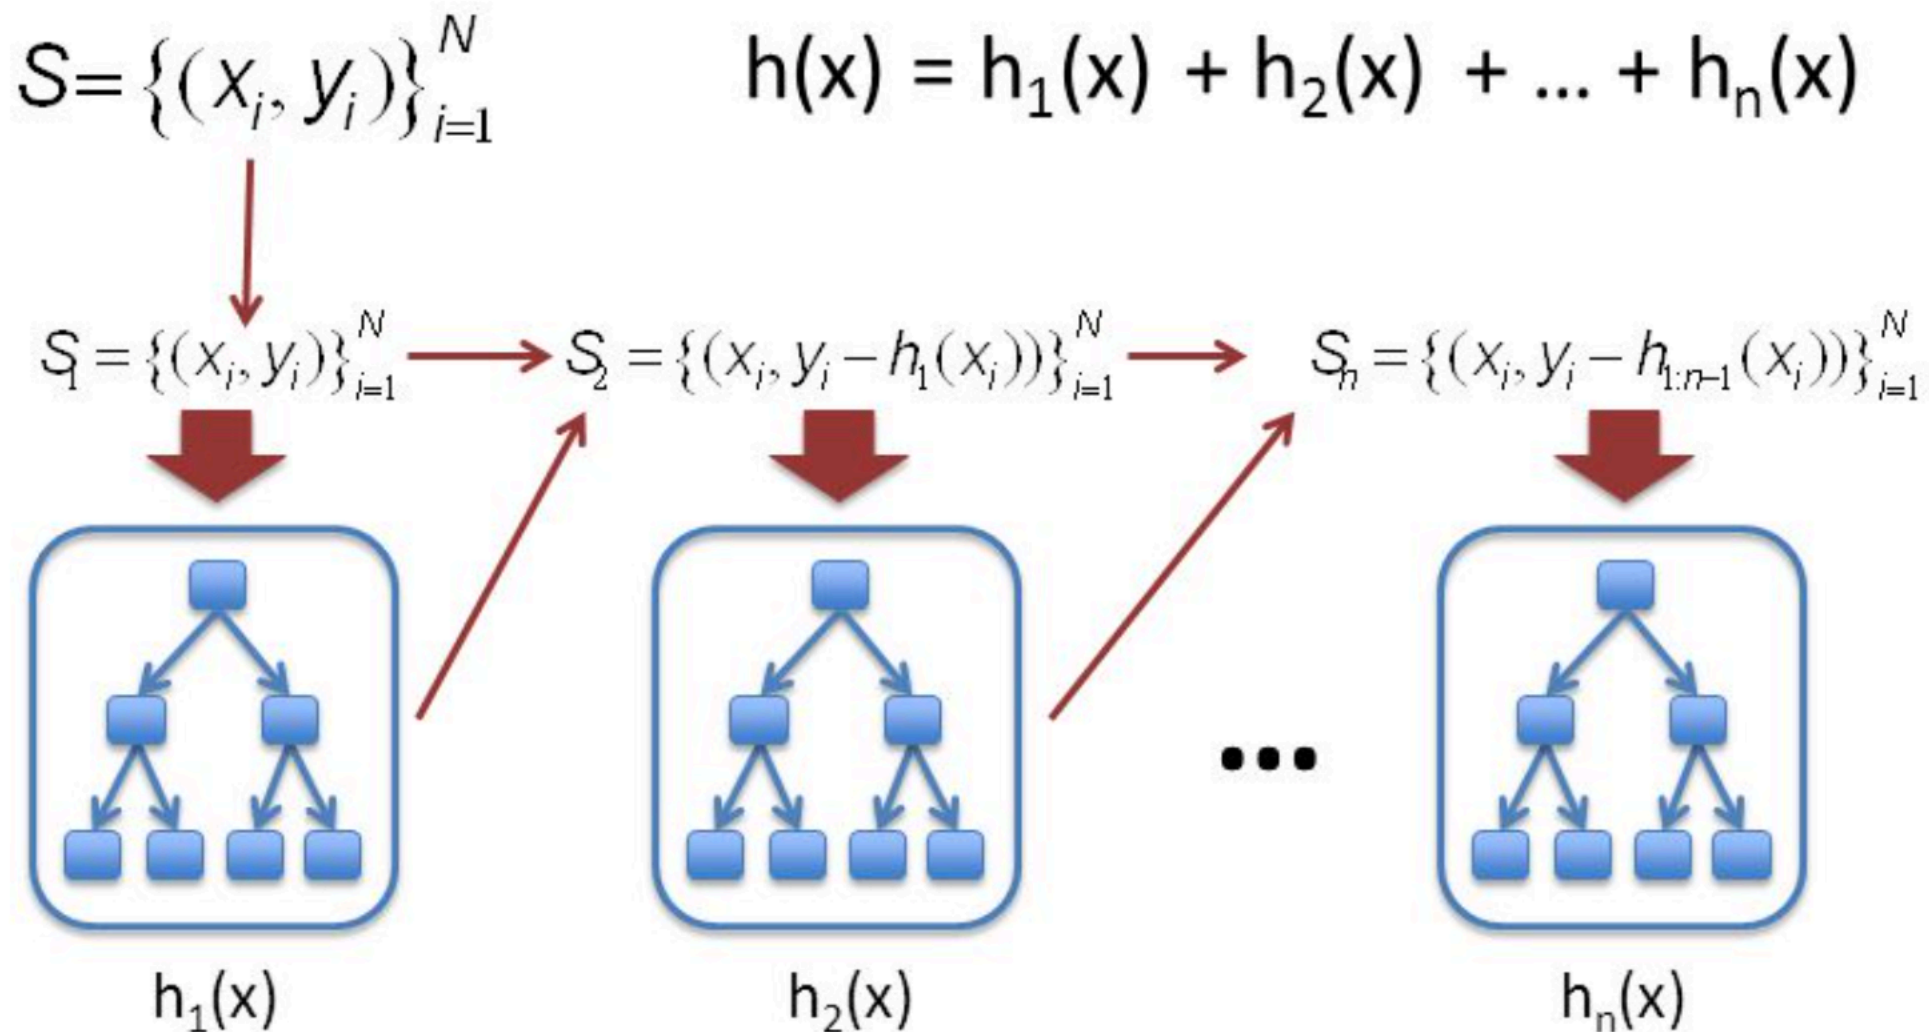 S = {(x_i, y_i)}_{i=1}^N
h(x) = h_1(x) + h_2(x) + ... + h_n(x)
S_1 = {(x_i, y_i)}_{i=1}^N
S_2 = {(x_i, y_i − h_1(x_i))}_{i=1}^N
S_n = {(x_i, y_i − h_{1:n−1}(x_i))}_{i=1}^N
...
h_1(x)
h_2(x)
h_n(x)